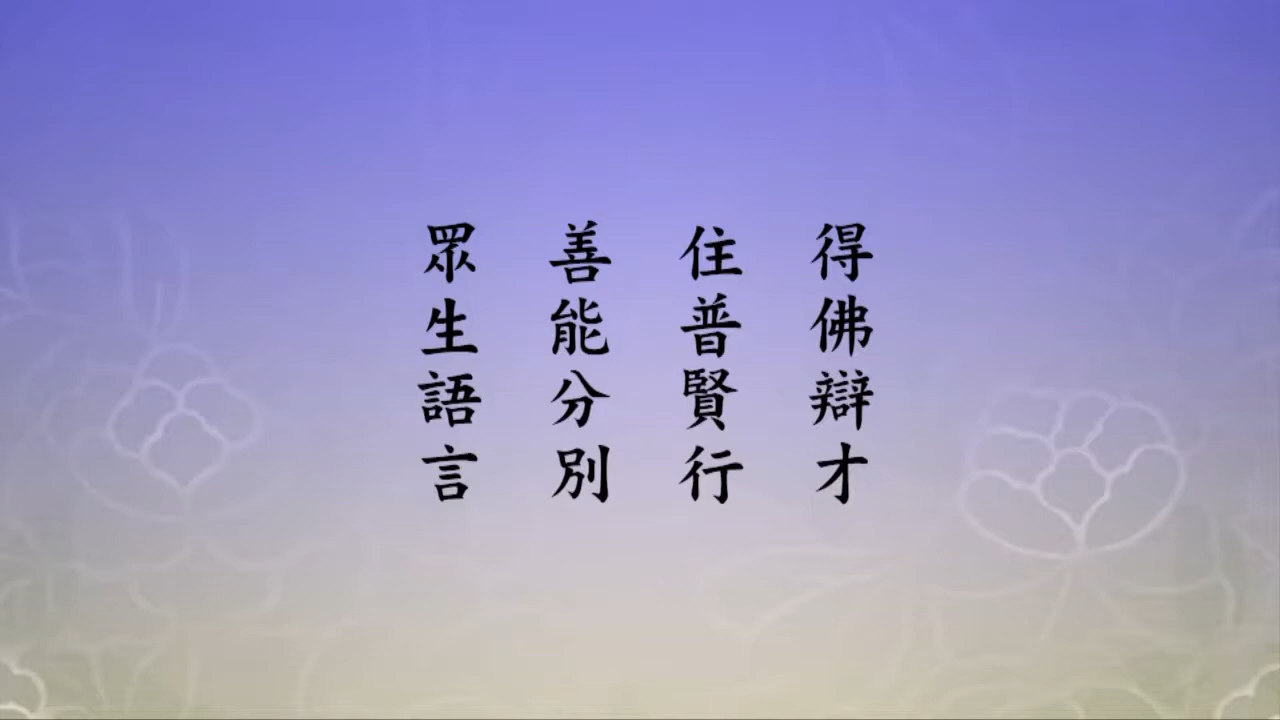 得佛辯才
住普賢行
善能分別
眾生語言